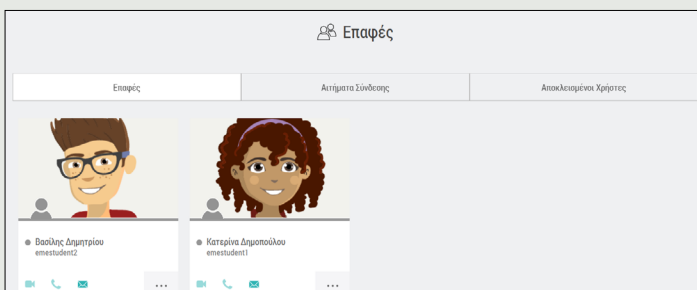 Επαφές
Επαφές
Αιτήματα Σύνδεσης
Αποκλεισμένοι Χρήστες
Βασίλης Δημητρίου
emestudent2
Κατερίνα Δημοπούλου
emestudent1